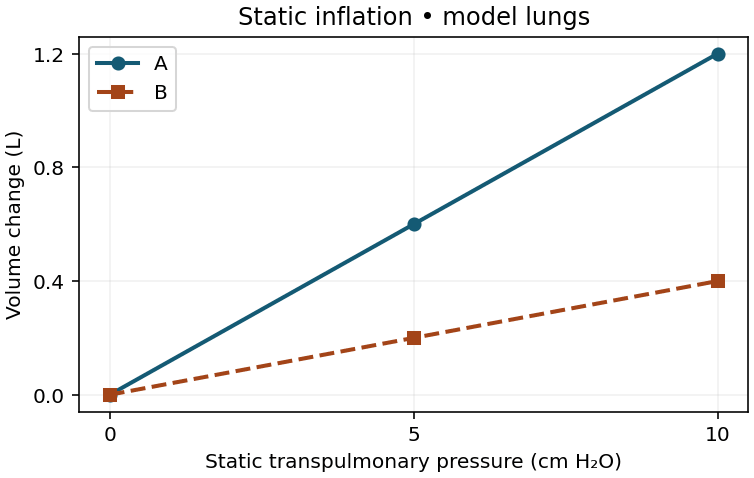 Static inflation • model lungs
A
B
Volume change (L)
1.2
0.8
0.4
0.0
0
5
10
Static transpulmonary pressure (cm H₂O)